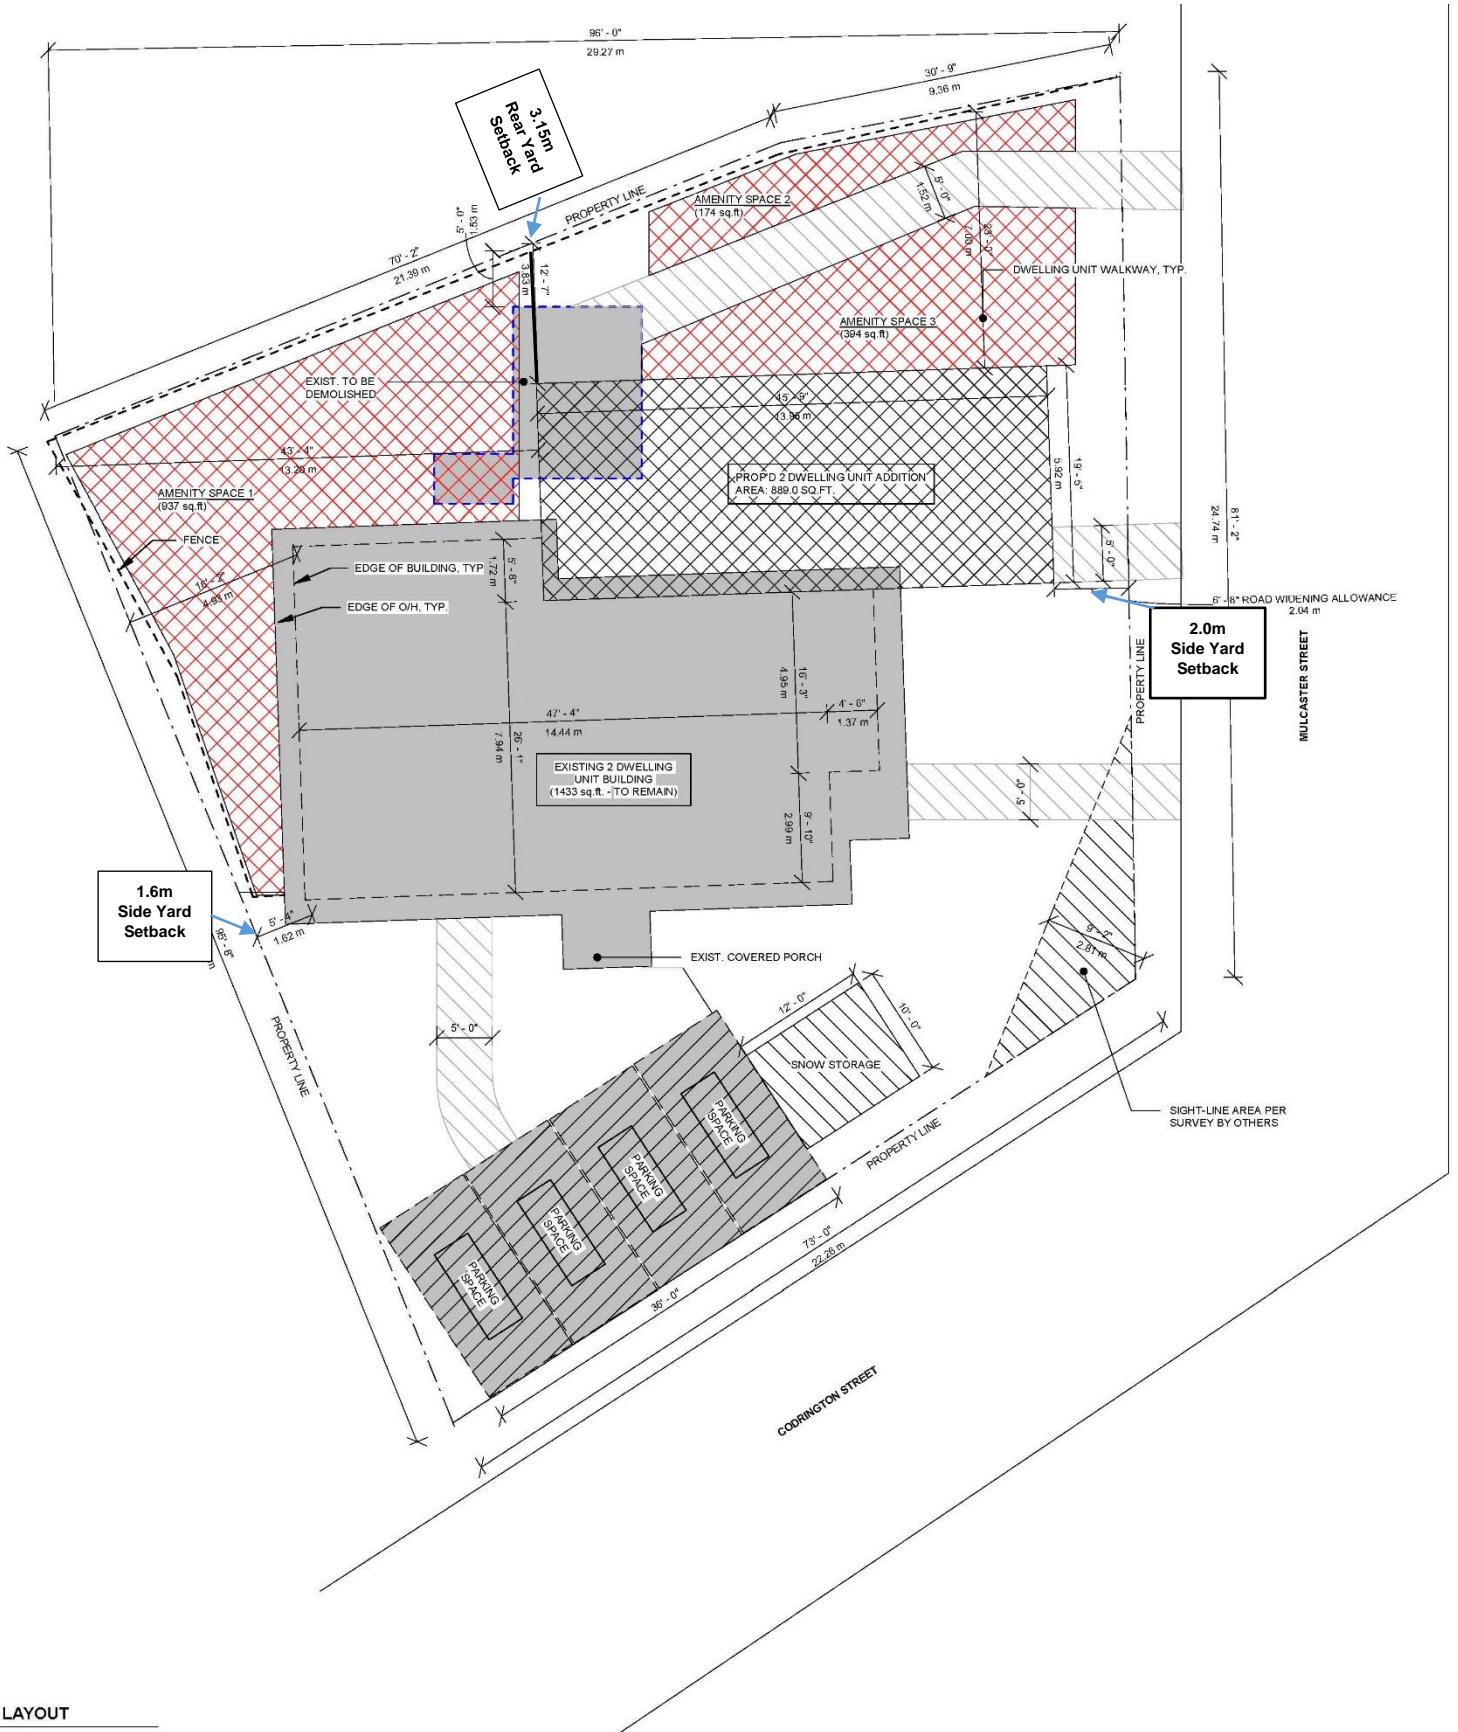 96' - 0"
29.27 m
30' - 9"
9.36 m
3.15m
Rear Yard
Setback
PROPERTY LINE
5' - 0"
1.53 m
70' - 2"
21.39 m
12' - 7"
3.83 m
AMENITY SPACE 2
(174 sq.ft)
5' - 0"
1.52 m
23' - 0"
7.00 m
DWELLING UNIT WALKWAY, TYP.
AMENITY SPACE 3
(394 sq.ft)
EXIST. TO BE
DEMOLISHED
45' - 9"
13.95 m
43' - 4"
13.20 m
PROP'D 2 DWELLING UNIT ADDITION
AREA: 889.0 SQ.FT.
19' - 5"
5.92 m
AMENITY SPACE 1
(937 sq.ft)
81' - 2"
24.74 m
FENCE
5' - 8"
1.72 m
EDGE OF BUILDING, TYP
5' - 0"
16' - 2"
4.93 m
EDGE OF O/H, TYP.
6' - 8" ROAD WIDENING ALLOWANCE
2.04 m
2.0m
Side Yard
Setback
PROPERTY LINE
MULCASTER STREET
16' - 3"
4.95 m
4' - 6"
1.37 m
47' - 4"
14.44 m
26' - 1"
7.94 m
EXISTING 2 DWELLING
UNIT BUILDING
(1433 sq.ft. - TO REMAIN)
5' - 0"
9' - 10"
2.99 m
1.6m
Side Yard
Setback
5' - 4"
1.62 m
95' - 8"
m
9' - 2"
2.81 m
EXIST. COVERED PORCH
12' - 0"
10' - 0"
5' - 0"
PROPERTY LINE
SNOW STORAGE
PARKING
SPACE
PARKING
SPACE
PARKING
SPACE
PARKING
SPACE
SIGHT-LINE AREA PER
SURVEY BY OTHERS
PROPERTY LINE
73' - 0"
22.26 m
36' - 0"
CODRINGTON STREET
LAYOUT